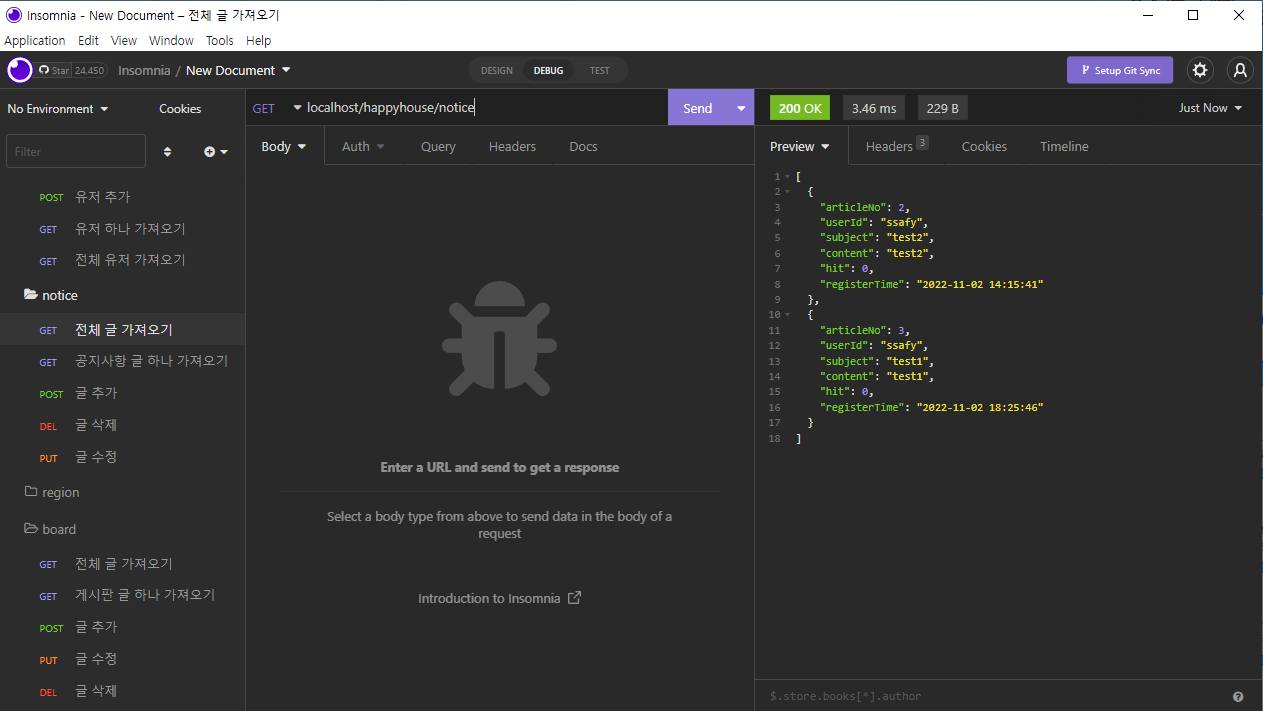 Insomnia - New Document – 전체 글 가져오기
Application Edit View Window Tools Help
Star 24,450 Insomnia / New Document DESIGN DEBUG TEST Setup Git Sync
No Environment Cookies
Filter
POST 유저 추가
GET 유저 하나 가져오기
GET 전체 유저 가져오기
notice
GET 전체 글 가져오기
GET 공지사항 글 하나 가져오기
POST 글 추가
DEL 글 삭제
PUT 글 수정
region
board
GET 전체 글 가져오기
GET 게시판 글 하나 가져오기
POST 글 추가
PUT 글 수정
DEL 글 삭제
GET localhost/happyhouse/notice Send
Body Auth Query Headers Docs
Enter a URL and send to get a response
Select a body type from above to send data in the body of a
request
Introduction to Insomnia
200 OK 3.46 ms 229 B Just Now
Preview Headers 3 Cookies Timeline
1 [
2 {
3 "articleNo": 2,
4 "userId": "ssafy",
5 "subject": "test2",
6 "content": "test2",
7 "hit": 0,
8 "registerTime": "2022-11-02 14:15:41"
9 },
10 {
11 "articleNo": 3,
12 "userId": "ssafy",
13 "subject": "test1",
14 "content": "test1",
15 "hit": 0,
16 "registerTime": "2022-11-02 18:25:46"
17 }
18 ]
$.store.books[*].author